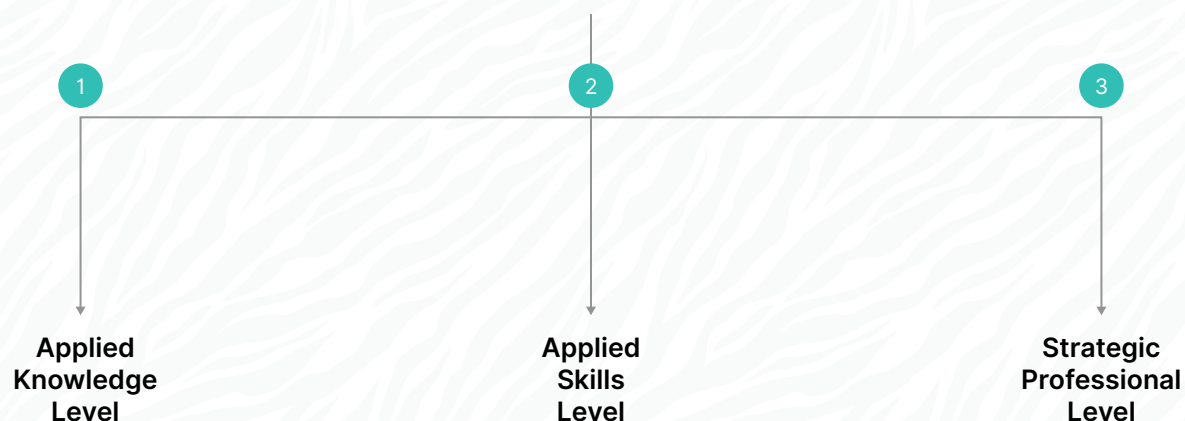 1
2
3
Applied
Knowledge
Level
Applied
Skills
Level
Strategic
Professional
Level